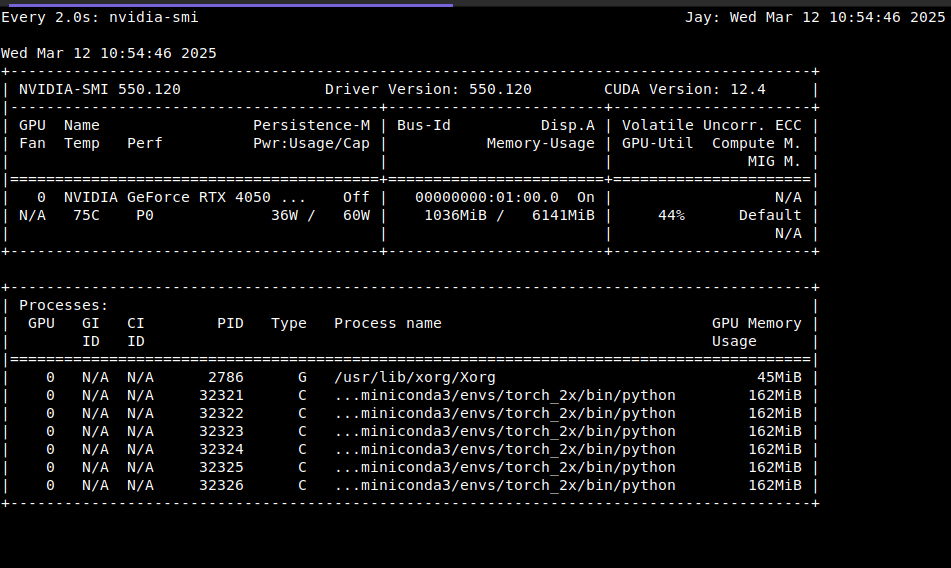 Every 2.0s: nvidia-smi                                                      Jay: Wed Mar 12 10:54:46 2025
Wed Mar 12 10:54:46 2025
+-----------------------------------------------------------------------------------------+
| NVIDIA-SMI 550.120                Driver Version: 550.120        CUDA Version: 12.4     |
|-----------------------------------------+------------------------+----------------------+
| GPU  Name                 Persistence-M | Bus-Id          Disp.A | Volatile Uncorr. ECC |
| Fan  Temp   Perf          Pwr:Usage/Cap |           Memory-Usage | GPU-Util  Compute M. |
|                                         |                        |               MIG M. |
|=========================================+========================+======================|
|   0  NVIDIA GeForce RTX 4050 ...    Off |   00000000:01:00.0  On |                  N/A |
| N/A   75C    P0             36W /   60W |    1036MiB /   6141MiB |     44%      Default |
|                                         |                        |                  N/A |
+-----------------------------------------+------------------------+----------------------+
+-----------------------------------------------------------------------------------------+
| Processes:                                                                              |
|  GPU   GI   CI        PID   Type   Process name                              GPU Memory |
|        ID   ID                                                               Usage      |
|=========================================================================================|
|    0   N/A  N/A      2786      G   /usr/lib/xorg/Xorg                             45MiB |
|    0   N/A  N/A     32321      C   ...miniconda3/envs/torch_2x/bin/python        162MiB |
|    0   N/A  N/A     32322      C   ...miniconda3/envs/torch_2x/bin/python        162MiB |
|    0   N/A  N/A     32323      C   ...miniconda3/envs/torch_2x/bin/python        162MiB |
|    0   N/A  N/A     32324      C   ...miniconda3/envs/torch_2x/bin/python        162MiB |
|    0   N/A  N/A     32325      C   ...miniconda3/envs/torch_2x/bin/python        162MiB |
|    0   N/A  N/A     32326      C   ...miniconda3/envs/torch_2x/bin/python        162MiB |
+-----------------------------------------------------------------------------------------+